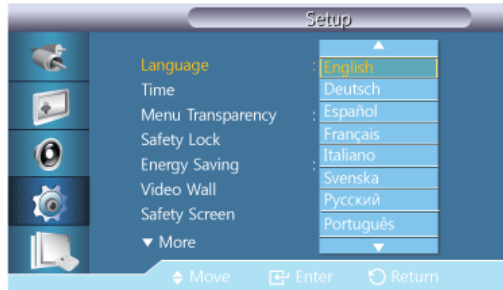 Setup
Language : English
Time Deutsch
Menu Transparency : Español
Safety Lock Français
Energy Saving : Italiano
Video Wall Svenska
Safety Screen Русский
▼ More Português
Move Enter Return